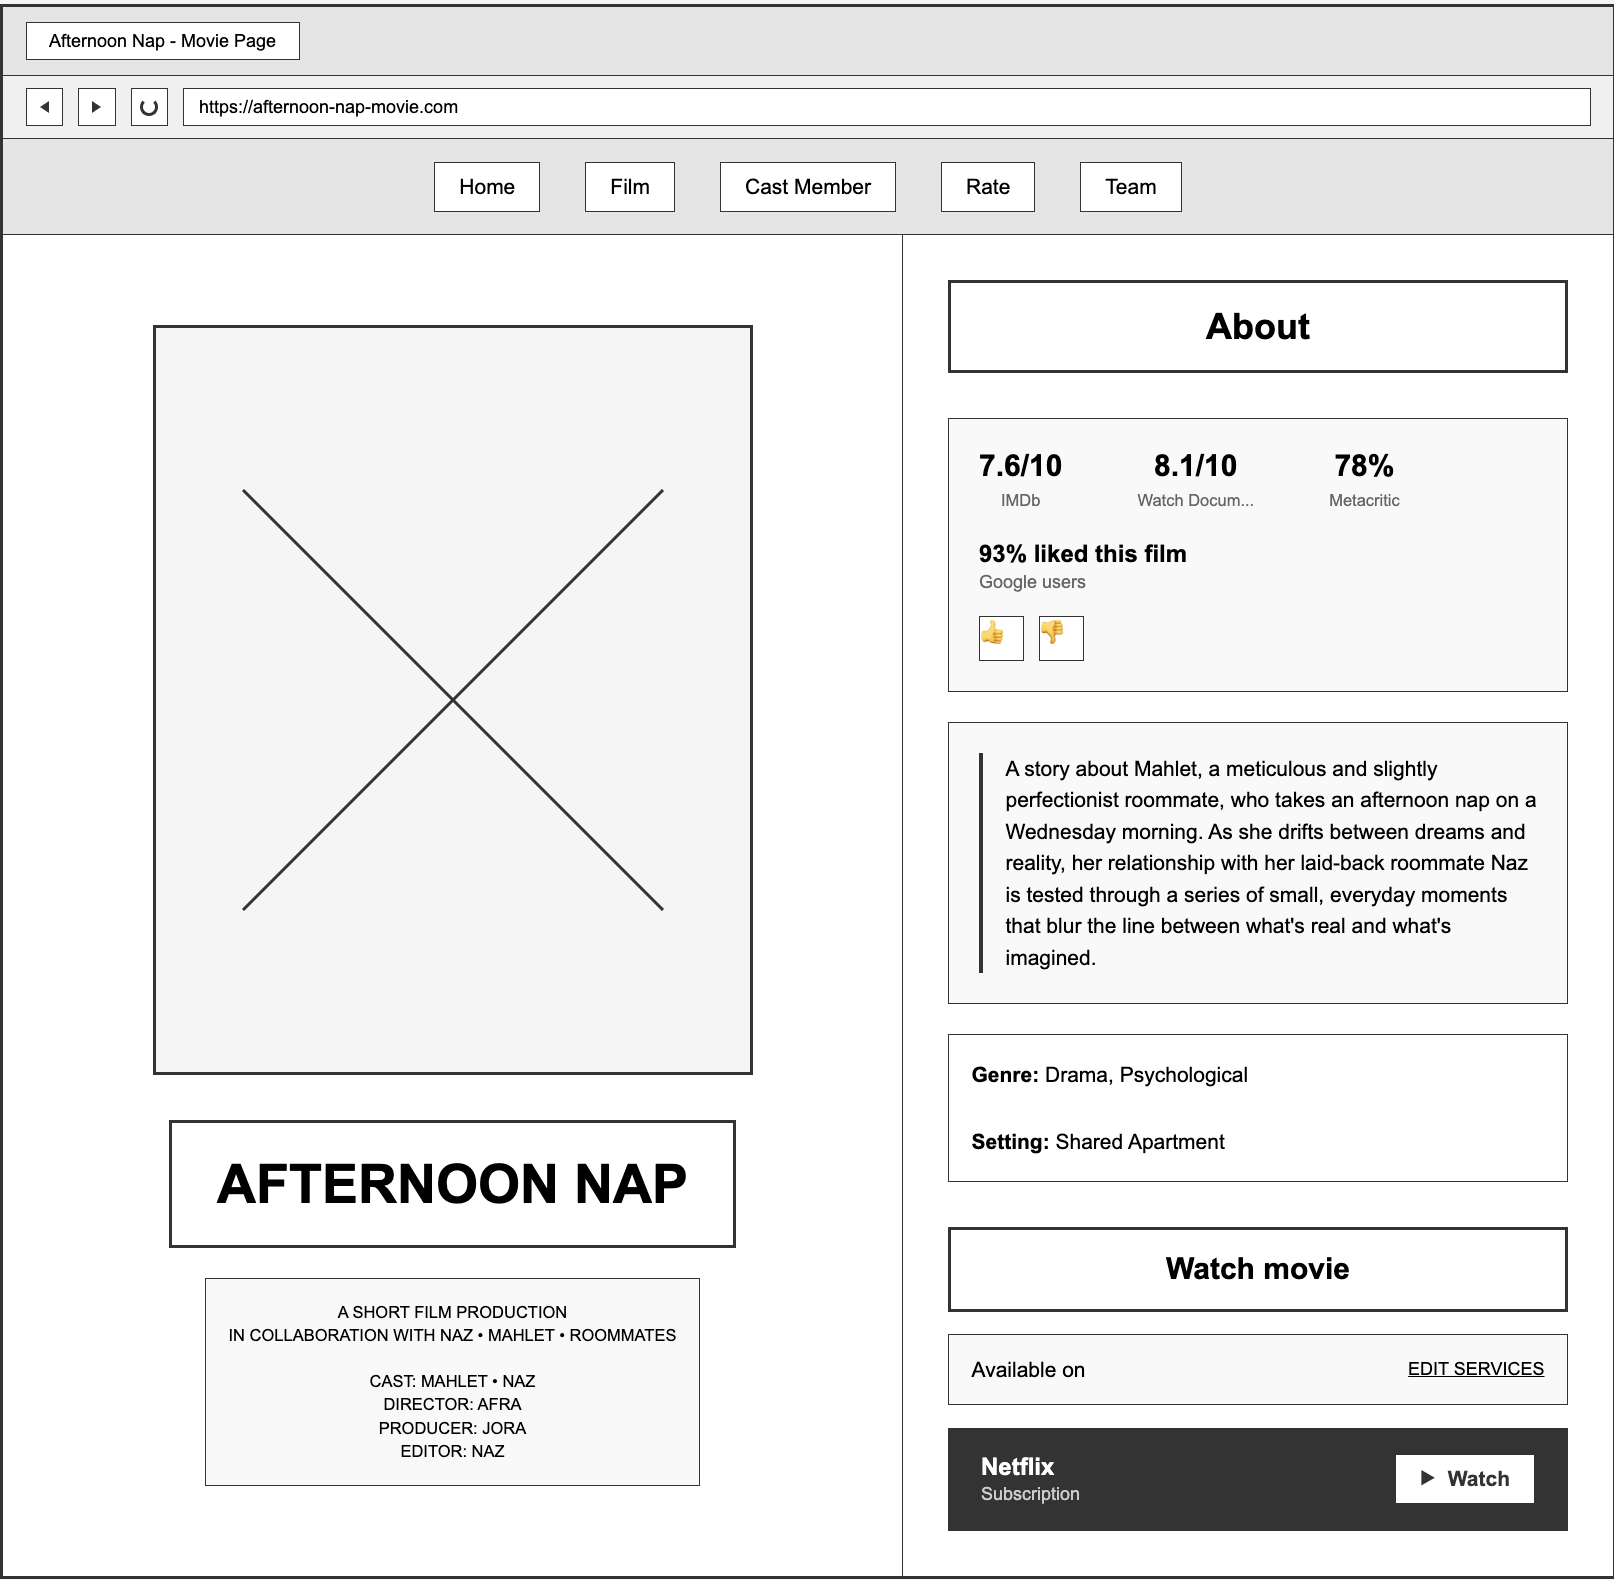 Afternoon Nap - Movie Page
https://afternoon-nap-movie.com
Home
Film
Cast Member
Rate
Team
AFTERNOON NAP
A SHORT FILM PRODUCTION
IN COLLABORATION WITH NAZ • MAHLET • ROOMMATES
CAST: MAHLET • NAZ
DIRECTOR: AFRA
PRODUCER: JORA
EDITOR: NAZ
About
7.6/10
IMDb
8.1/10
Watch Docum...
78%
Metacritic
93% liked this film
Google users
A story about Mahlet, a meticulous and slightly
perfectionist roommate, who takes an afternoon nap on a
Wednesday morning. As she drifts between dreams and
reality, her relationship with her laid-back roommate Naz
is tested through a series of small, everyday moments
that blur the line between what's real and what's
imagined.
Genre: Drama, Psychological
Setting: Shared Apartment
Watch movie
Available on
EDIT SERVICES
Netflix
Subscription
Watch